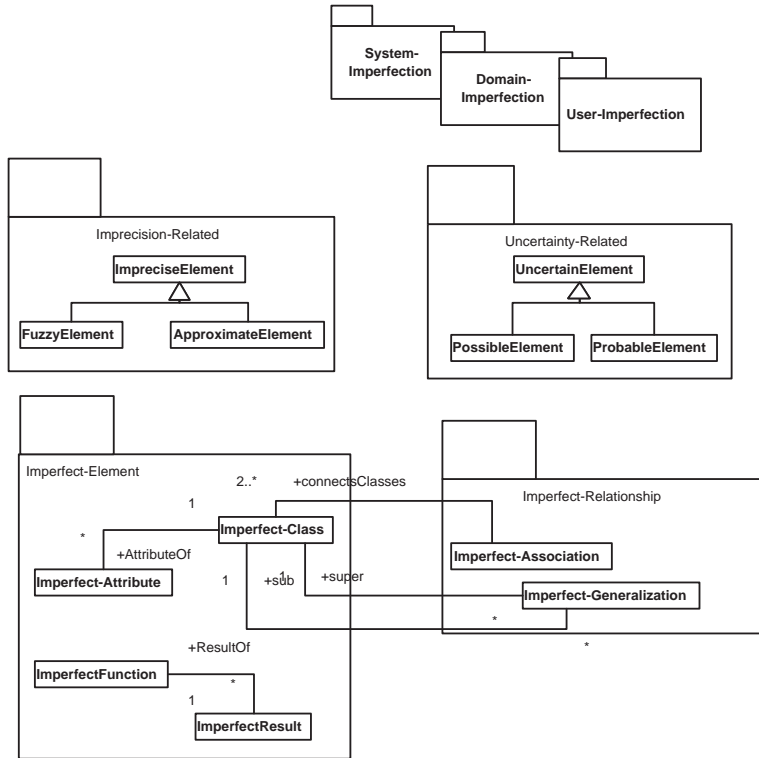 System-
Imperfection
Domain-
Imperfection
User-Imperfection
Imprecision-Related
ImpreciseElement
FuzzyElement
ApproximateElement
Uncertainty-Related
UncertainElement
PossibleElement
ProbableElement
Imperfect-Element
2..*
+connectsClasses
1
Imperfect-Class
*
+AttributeOf
Imperfect-Attribute
1
+sub
1
+super
Imperfect-Relationship
Imperfect-Association
Imperfect-Generalization
*
*
+ResultOf
ImperfectFunction
*
1
ImperfectResult